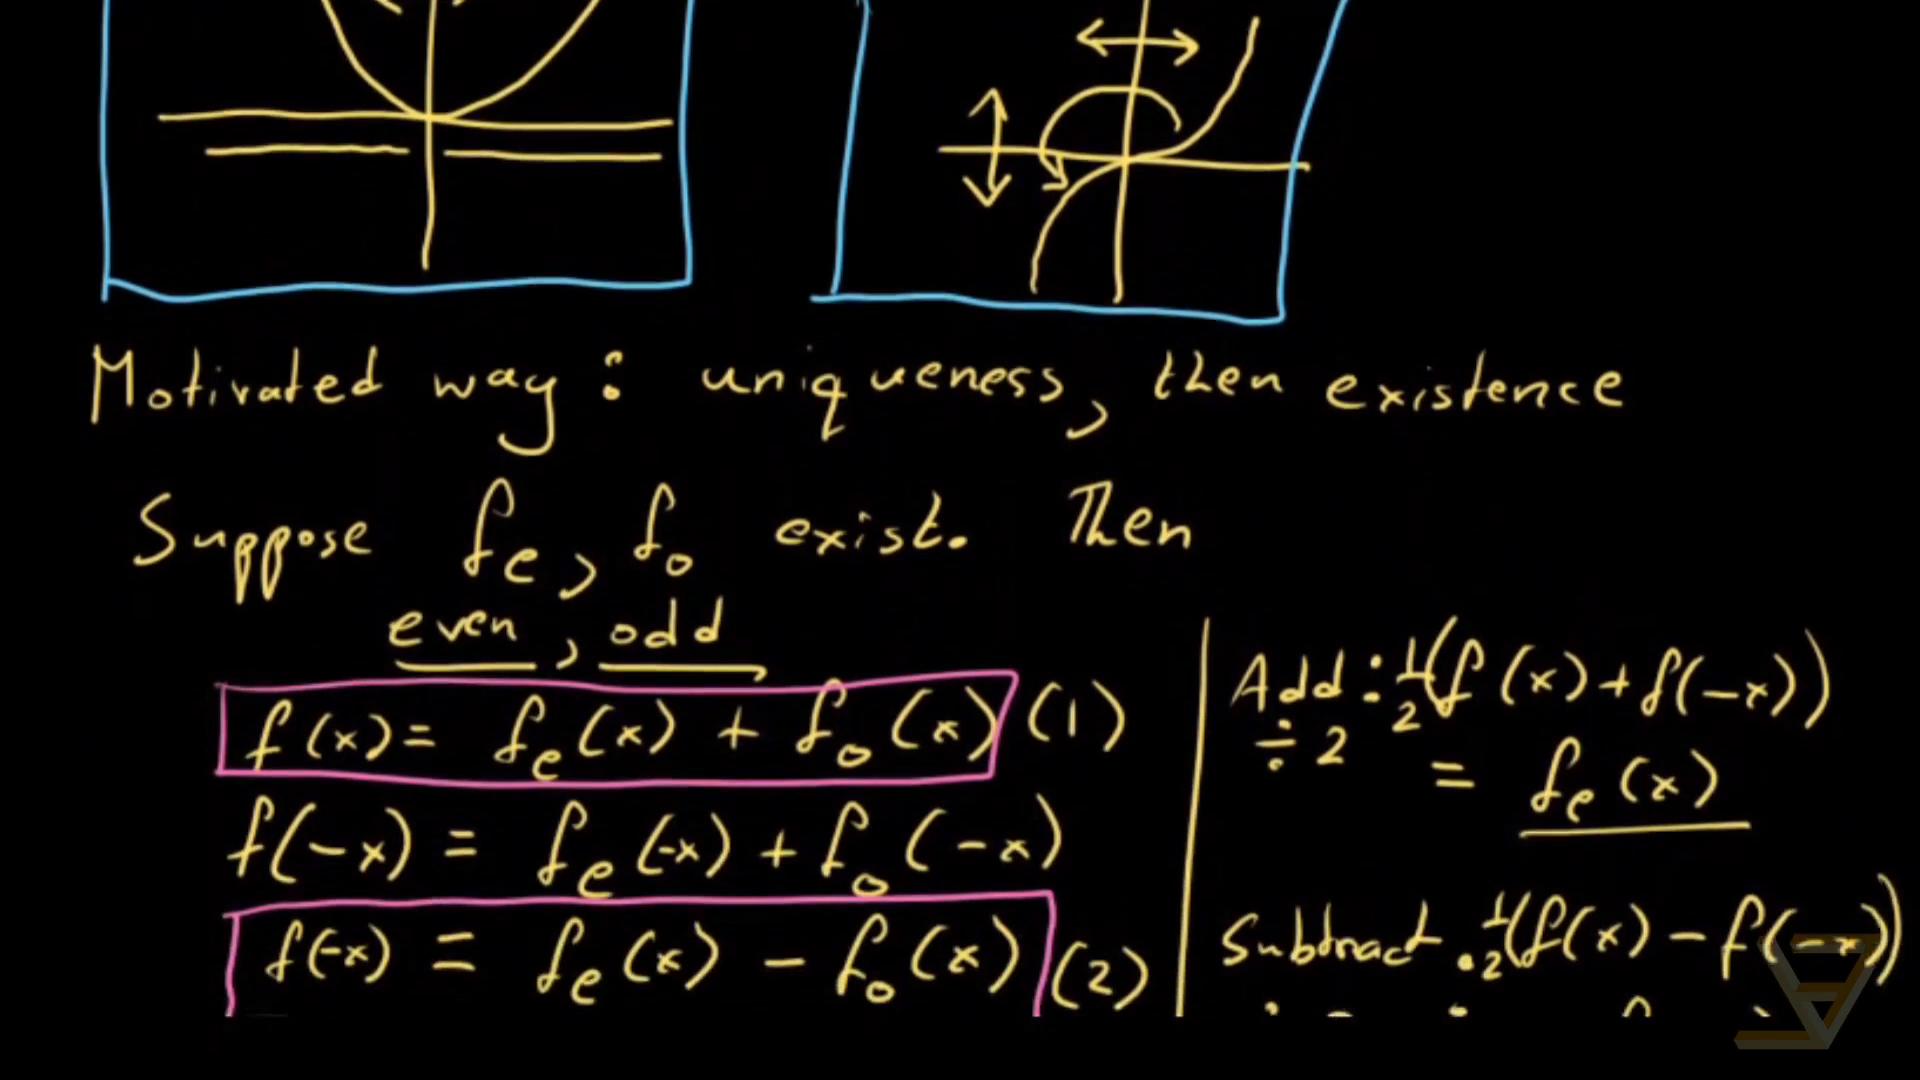 Motivated way: uniqueness, then existence
Suppose fₑ, fₒ exist. Then
even, odd
f(x) = fₑ(x) + fₒ(x) (1)
f(-x) = fₑ(-x) + fₒ(-x)
f(-x) = fₑ(x) - fₒ(x) (2)
Add: ½(f(x) + f(-x))
÷ 2
= fₑ(x)
Subtract: ½(f(x) - f(-x))